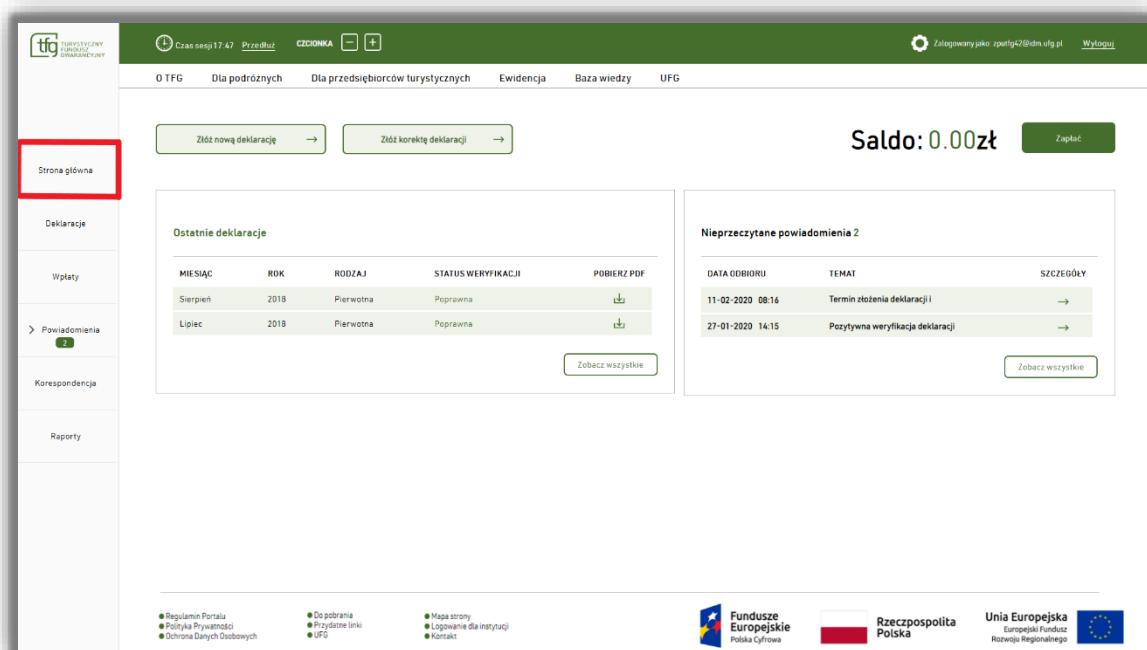 tfg TURYSTYCZNY
FUNDUSZ
GWARANCYJNY
Czas sesji 17:47 Przedłuż CZCIONKA − +
Zalogowany jako: zputfg42@idm.ufg.pl Wyloguj
O TFG Dla podróżnych Dla przedsiębiorców turystycznych Ewidencja Baza wiedzy UFG
Strona główna
Deklaracje
Wpłaty
Powiadomienia
2
Korespondencja
Raporty
Złóż nową deklarację → Złóż korektę deklaracji →
Saldo: 0.00zł Zapłać
Ostatnie deklaracje
MIESIĄC ROK RODZAJ STATUS WERYFIKACJI POBIERZ PDF
Sierpień 2018 Pierwotna Poprawna
Lipiec 2018 Pierwotna Poprawna
Zobacz wszystkie
Nieprzeczytane powiadomienia 2
DATA ODBIORU TEMAT SZCZEGÓŁY
11-02-2020 08:16 Termin złożenia deklaracji i →
27-01-2020 14:15 Pozytywna weryfikacja deklaracji →
Zobacz wszystkie
Regulamin Portalu
Polityka Prywatności
Ochrona Danych Osobowych
Do pobrania
Przydatne linki
UFG
Mapa strony
Logowanie dla instytucji
Kontakt
Fundusze
Europejskie
Polska Cyfrowa
Rzeczpospolita
Polska
Unia Europejska
Europejski Fundusz
Rozwoju Regionalnego